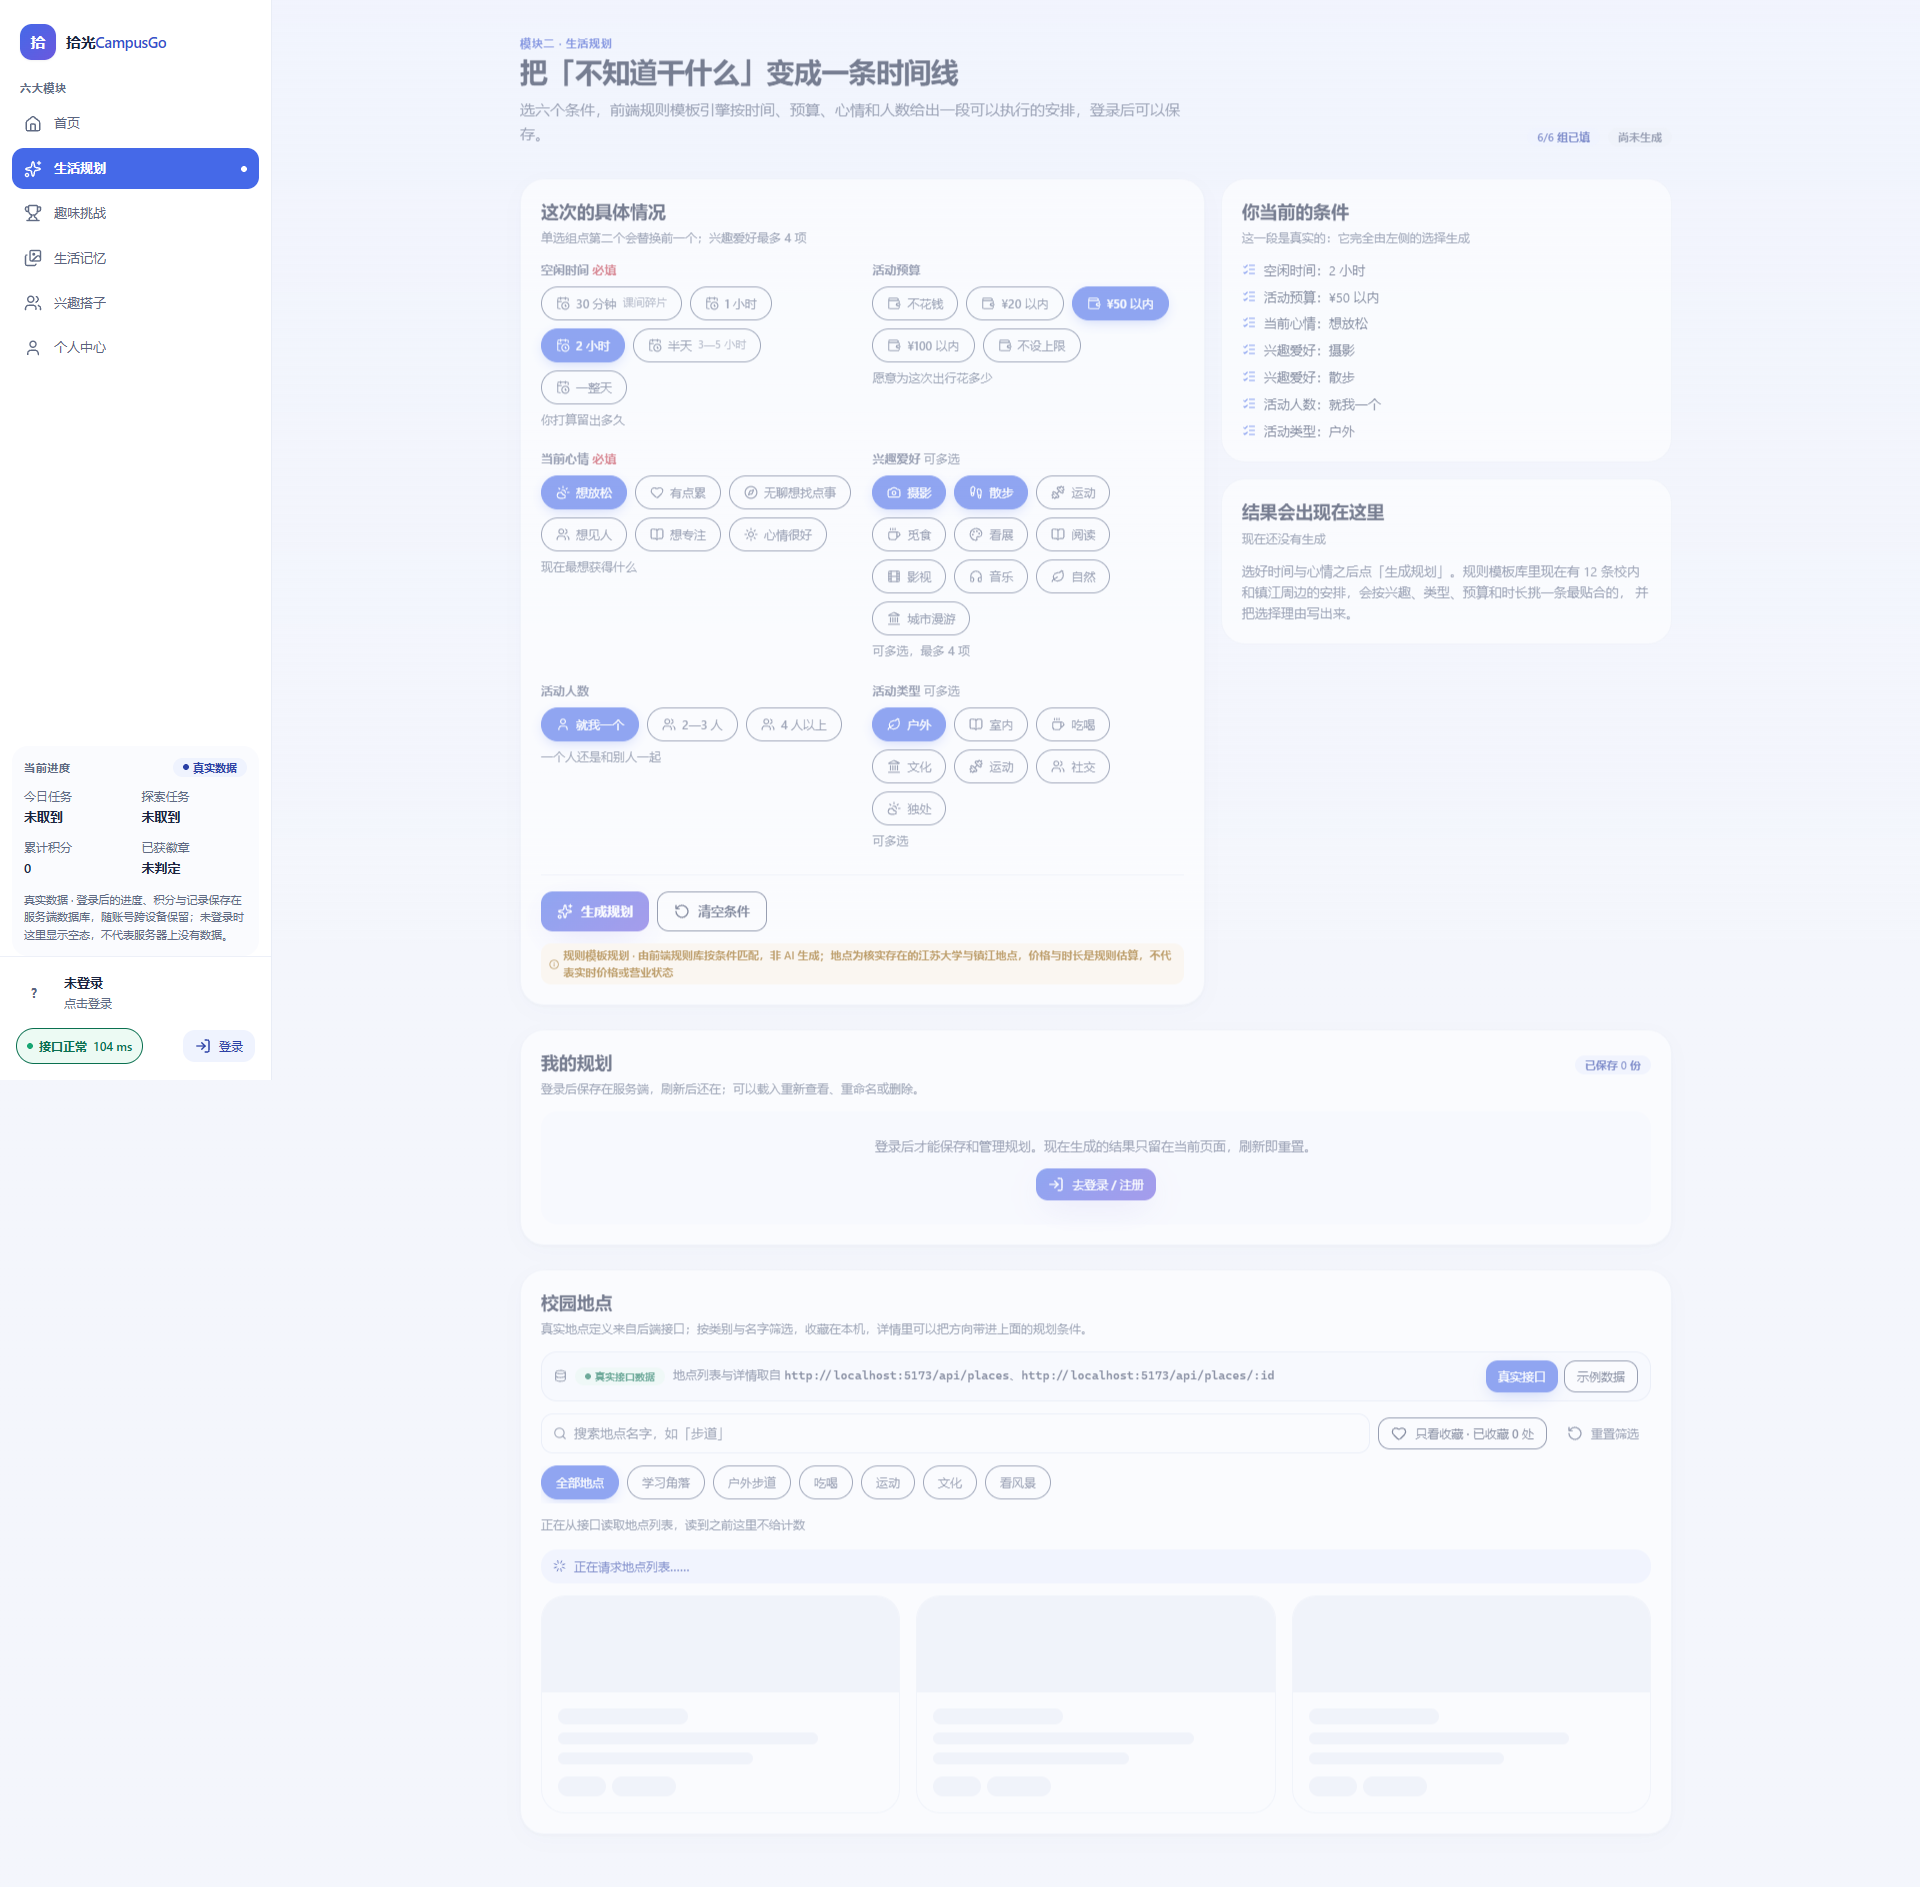 拾 拾光CampusGo
六大模块
首页
生活规划
趣味挑战
生活记忆
兴趣搭子
个人中心
当前进度 真实数据
今日任务 探索任务
未取到 未取到
累计积分 已获徽章
0 未判定
真实数据 · 登录后的进度、积分与记录保存在
服务端数据库，随账号跨设备保留；未登录时
这里显示空态，不代表服务器上没有数据。
? 未登录
点击登录
接口正常 104 ms 登录
模块二 · 生活规划
把「不知道干什么」变成一条时间线
选六个条件，前端规则模板引擎按时间、预算、心情和人数给出一段可以执行的安排，登录后可以保
存。
6/6 组已填 尚未生成
这次的具体情况
单选组点第二个会替换前一个；兴趣爱好最多 4 项
空闲时间 必填
30 分钟 课间碎片 1 小时
2 小时 半天 3—5 小时
一整天
你打算留出多久
活动预算
不花钱 ¥20 以内 ¥50 以内
¥100 以内 不设上限
愿意为这次出行花多少
当前心情 必填
想放松 有点累 无聊想找点事
想见人 想专注 心情很好
现在最想获得什么
兴趣爱好 可多选
摄影 散步 运动
觅食 看展 阅读
影视 音乐 自然
城市漫游
可多选，最多 4 项
活动人数
就我一个 2—3 人 4 人以上
一个人还是和别人一起
活动类型 可多选
户外 室内 吃喝
文化 运动 社交
独处
可多选
生成规划 清空条件
规则模板规划 · 由前端规则库按条件匹配，非 AI 生成；地点为核实存在的江苏大学与镇江地点，价格与时长是规则估算，不代
表实时价格或营业状态
你当前的条件
这一段是真实的：它完全由左侧的选择生成
空闲时间：2 小时
活动预算：¥50 以内
当前心情：想放松
兴趣爱好：摄影
兴趣爱好：散步
活动人数：就我一个
活动类型：户外
结果会出现在这里
现在还没有生成
选好时间与心情之后点「生成规划」。规则模板库里现在有 12 条校内
和镇江周边的安排，会按兴趣、类型、预算和时长挑一条最贴合的， 并
把选择理由写出来。
我的规划
已保存 0 份
登录后保存在服务端，刷新后还在；可以载入重新查看、重命名或删除。
登录后才能保存和管理规划。现在生成的结果只留在当前页面，刷新即重置。
去登录 / 注册
校园地点
真实地点定义来自后端接口；按类别与名字筛选，收藏在本机，详情里可以把方向带进上面的规划条件。
真实接口数据 地点列表与详情取自 http://localhost:5173/api/places、http://localhost:5173/api/places/:id 真实接口 示例数据
搜索地点名字，如「步道」 只看收藏 · 已收藏 0 处 重置筛选
全部地点 学习角落 户外步道 吃喝 运动 文化 看风景
正在从接口读取地点列表，读到之前这里不给计数
正在请求地点列表……